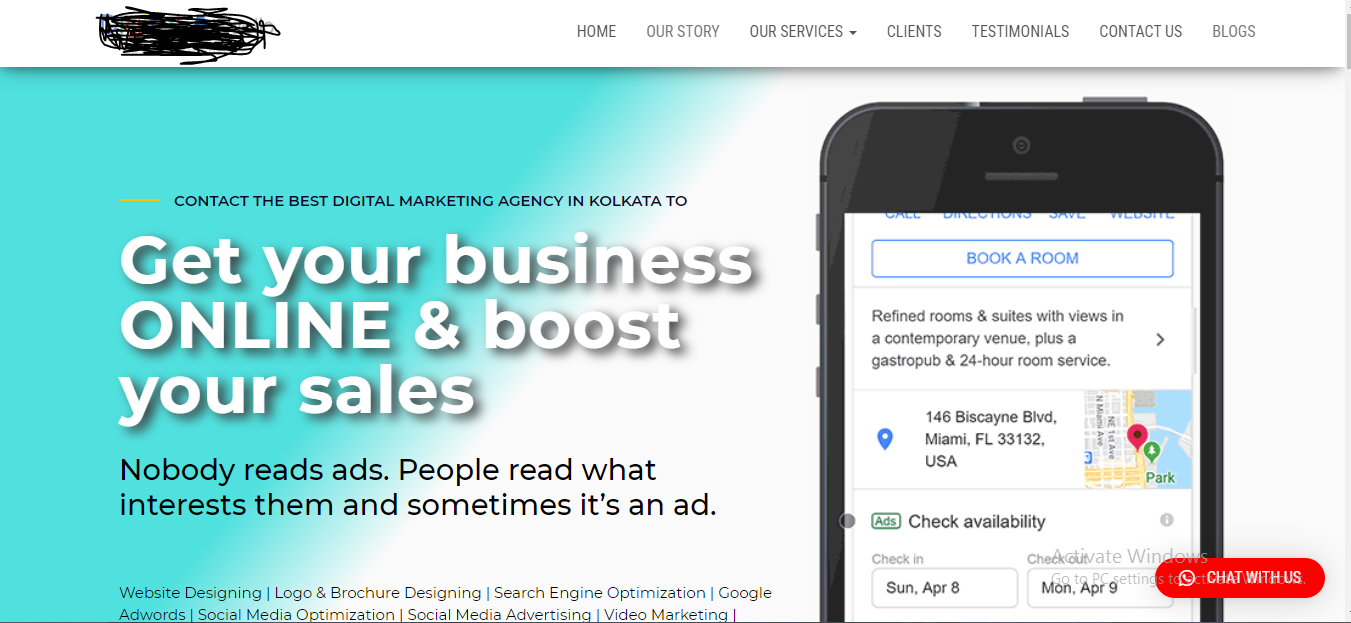 HOME OUR STORY OUR SERVICES CLIENTS TESTIMONIALS CONTACT US BLOGS
CONTACT THE BEST DIGITAL MARKETING AGENCY IN KOLKATA TO
Get your business
ONLINE & boost
your sales
Nobody reads ads. People read what
interests them and sometimes it’s an ad.
Website Designing | Logo & Brochure Designing | Search Engine Optimization | Google
Adwords | Social Media Optimization | Social Media Advertising | Video Marketing |
CALL DIRECTIONS SAVE WEBSITE
BOOK A ROOM
Refined rooms & suites with views in
a contemporary venue, plus a
gastropub & 24-hour room service.
146 Biscayne Blvd,
Miami, FL 33132,
USA
N Miami Ave
NE 1st Ave
Park
Ads Check availability
Check in Check out
Sun, Apr 8 Mon, Apr 9
Activate Windows
Go to PC settings to activate Windows.
CHAT WITH US